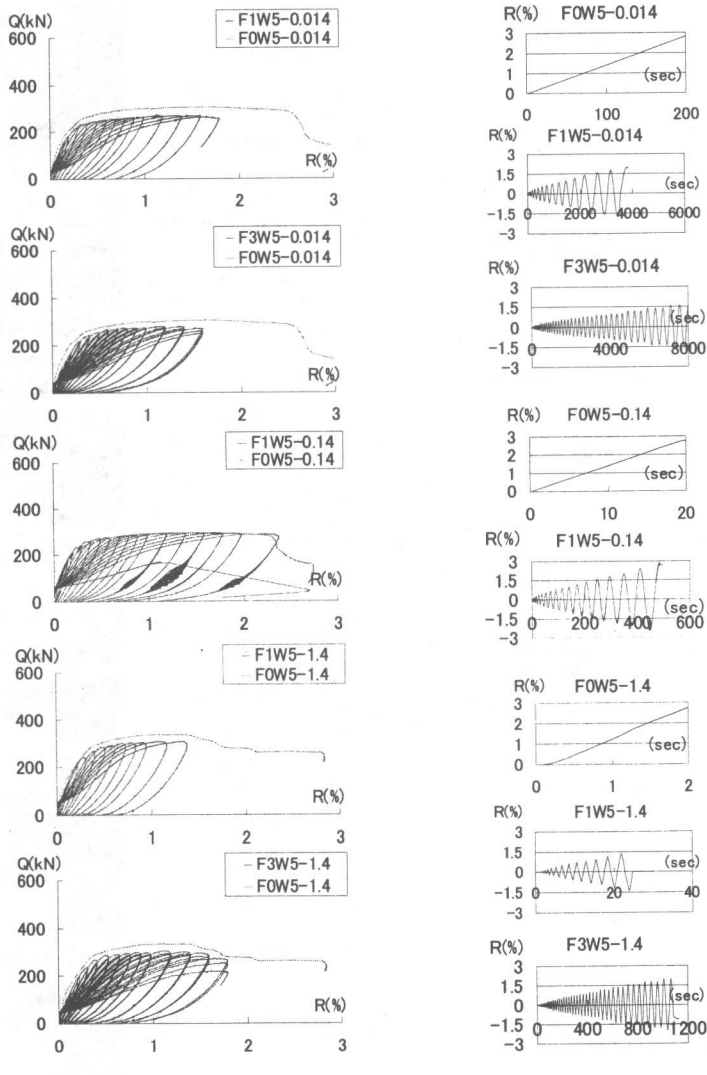 Q(kN)
600
400
200
0
F1W5-0.014
F0W5-0.014
R(%)
0 1 2 3
Q(kN)
600
400
200
0
F3W5-0.014
F0W5-0.014
R(%)
0 1 2 3
Q(kN)
600
400
200
0
F1W5-0.14
F0W5-0.14
R(%)
0 1 2 3
Q(kN)
600
400
200
0
F1W5-1.4
F0W5-1.4
R(%)
0 1 2 3
Q(kN)
600
400
200
0
F3W5-1.4
F0W5-1.4
R(%)
0 1 2 3
R(%) F0W5-0.014
3
2
1
0
(sec)
0 100 200
R(%) F1W5-0.014
3
1.5
0
-1.5
-3
(sec)
0 2000 4000 6000
R(%) F3W5-0.014
3
1.5
0
-1.5
-3
(sec)
0 4000 8000
R(%) F0W5-0.14
3
2
1
0
(sec)
0 10 20
R(%) F1W5-0.14
3
1.5
0
-1.5
-3
(sec)
0 200 400 600
R(%) F0W5-1.4
3
2
1
0
(sec)
0 1 2
R(%) F1W5-1.4
3
1.5
0
-1.5
-3
(sec)
0 20 40
R(%) F3W5-1.4
3
1.5
0
-1.5
-3
(sec)
0 400 800 1200